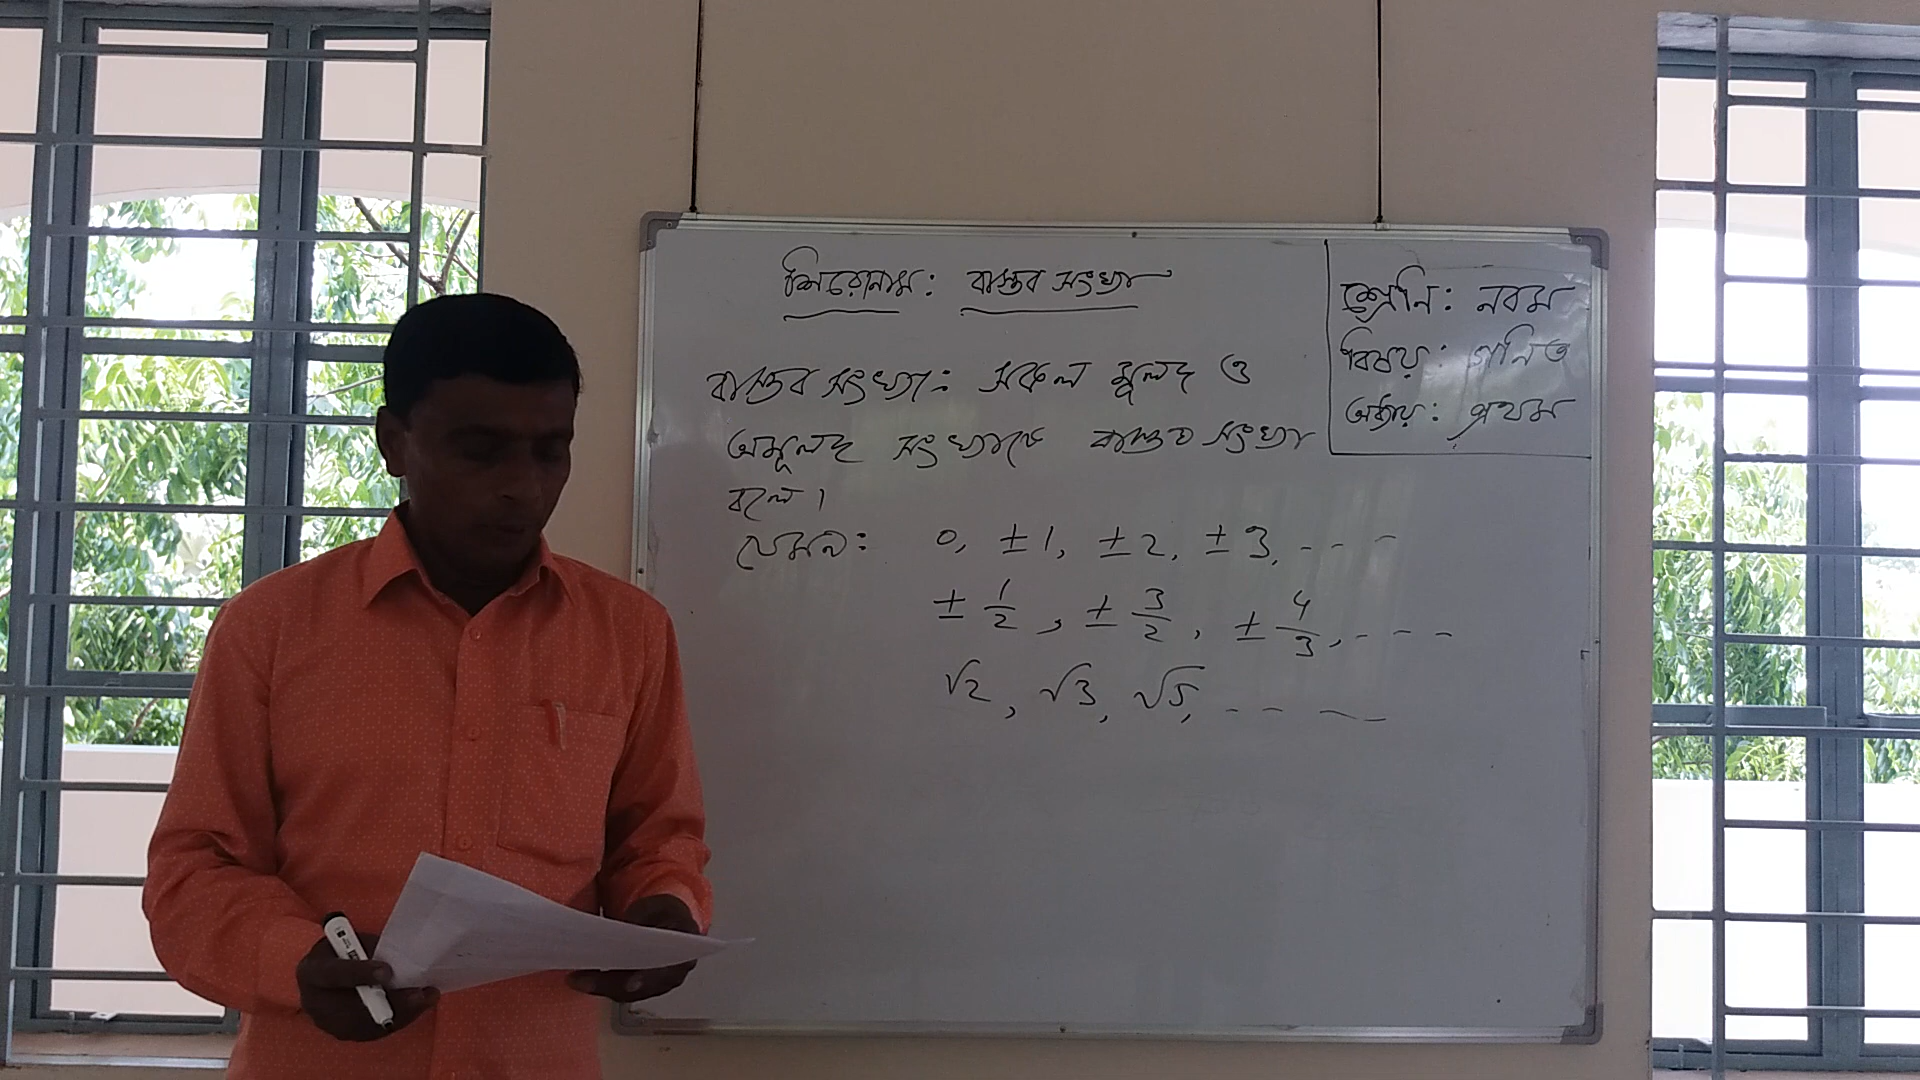 শিরোনাম: বাস্তব সংখ্যা
শ্রেনি: নবম
বিষয়: গনিত
অধ্যায়: প্রথম
বাস্তব সংখ্যা: সকল মূলদ ও
অমূলদ সংখ্যাকে বাস্তব সংখ্যা
বলে।
যেমন: 0, ±1, ±2, ±3, - - -
± 1/2, ± 3/2, ± 4/3, - - -
√2, √3, √5, - - - -